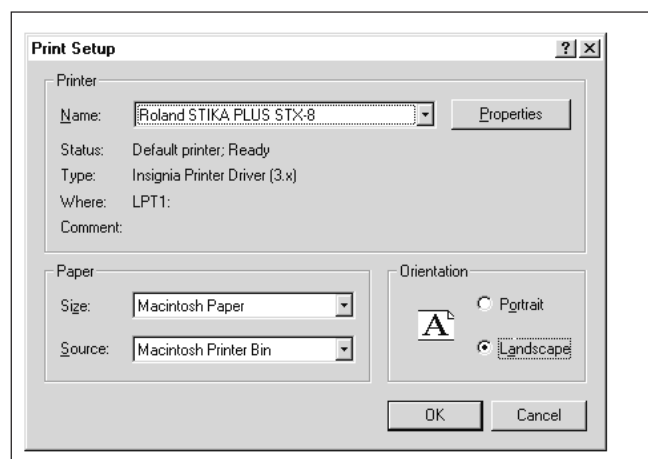 Print Setup
Printer
Name: Roland STIKA PLUS STX-8 Properties
Status: Default printer; Ready
Type: Insignia Printer Driver (3.x)
Where: LPT1:
Comment:
Paper
Size: Macintosh Paper
Source: Macintosh Printer Bin
Orientation
A
Portrait
Landscape
OK Cancel